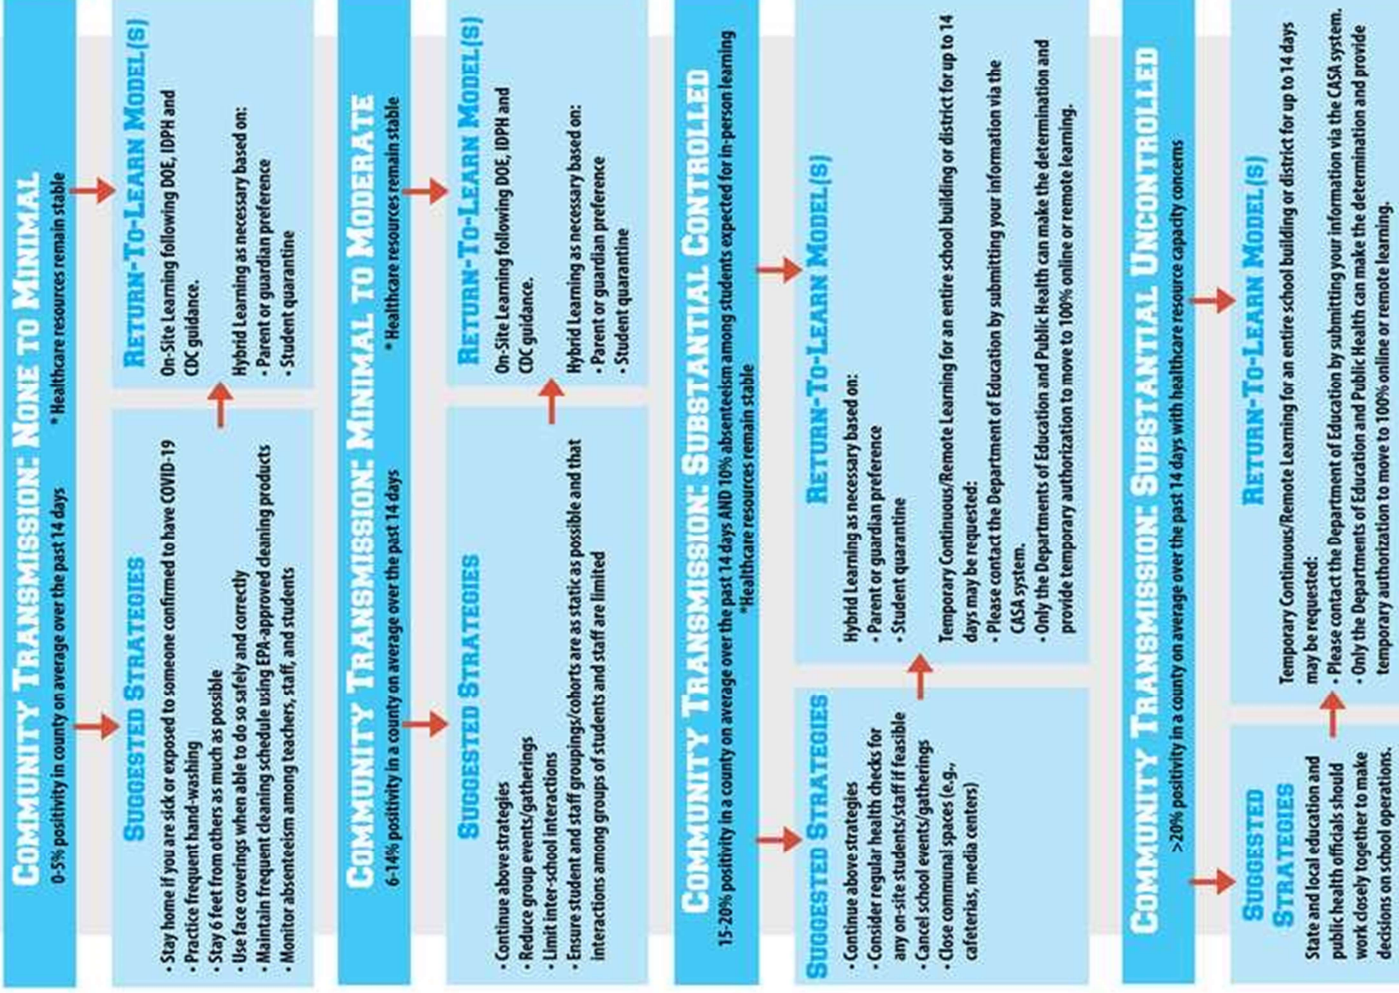 COMMUNITY TRANSMISSION: NONE TO MINIMAL
0-5% positivity in county on average over the past 14 days
* Healthcare resources remain stable
SUGGESTED STRATEGIES
• Stay home if you are sick or exposed to someone confirmed to have COVID-19
• Practice frequent hand-washing
• Stay 6 feet from others as much as possible
• Use face coverings when able to do so safely and correctly
• Maintain frequent cleaning schedule using EPA-approved cleaning products
• Monitor absenteeism among teachers, staff, and students
RETURN-TO-LEARN MODEL(S)
On-Site Learning following DOE, IDPH and
CDC guidance.
Hybrid Learning as necessary based on:
• Parent or guardian preference
• Student quarantine
COMMUNITY TRANSMISSION: MINIMAL TO MODERATE
6-14% positivity in a county on average over the past 14 days
* Healthcare resources remain stable
SUGGESTED STRATEGIES
• Continue above strategies
• Reduce group events/gatherings
• Limit inter-school interactions
• Ensure student and staff groupings/cohorts are as static as possible and that
interactions among groups of students and staff are limited
RETURN-TO-LEARN MODEL(S)
On-Site Learning following DOE, IDPH and
CDC guidance.
Hybrid Learning as necessary based on:
• Parent or guardian preference
• Student quarantine
COMMUNITY TRANSMISSION: SUBSTANTIAL CONTROLLED
15-20% positivity in a county on average over the past 14 days AND 10% absenteeism among students expected for in-person learning
*Healthcare resources remain stable
SUGGESTED STRATEGIES
• Continue above strategies
• Consider regular health checks for
any on-site students/staff if feasible
• Cancel school events/gatherings
• Close communal spaces (e.g.,
cafeterias, media centers)
RETURN-TO-LEARN MODEL(S)
Hybrid Learning as necessary based on:
• Parent or guardian preference
• Student quarantine
Temporary Continuous/Remote Learning for an entire school building or district for up to 14
days may be requested:
• Please contact the Department of Education by submitting your information via the
CASA system.
• Only the Departments of Education and Public Health can make the determination and
provide temporary authorization to move to 100% online or remote learning.
COMMUNITY TRANSMISSION: SUBSTANTIAL UNCONTROLLED
>20% positivity in a county on average over the past 14 days with healthcare resource capacity concerns
SUGGESTED
STRATEGIES
State and local education and
public health officials should
work closely together to make
decisions on school operations.
RETURN-TO-LEARN MODEL(S)
Temporary Continuous/Remote Learning for an entire school building or district for up to 14 days
may be requested:
• Please contact the Department of Education by submitting your information via the CASA system.
• Only the Departments of Education and Public Health can make the determination and provide
temporary authorization to move to 100% online or remote learning.